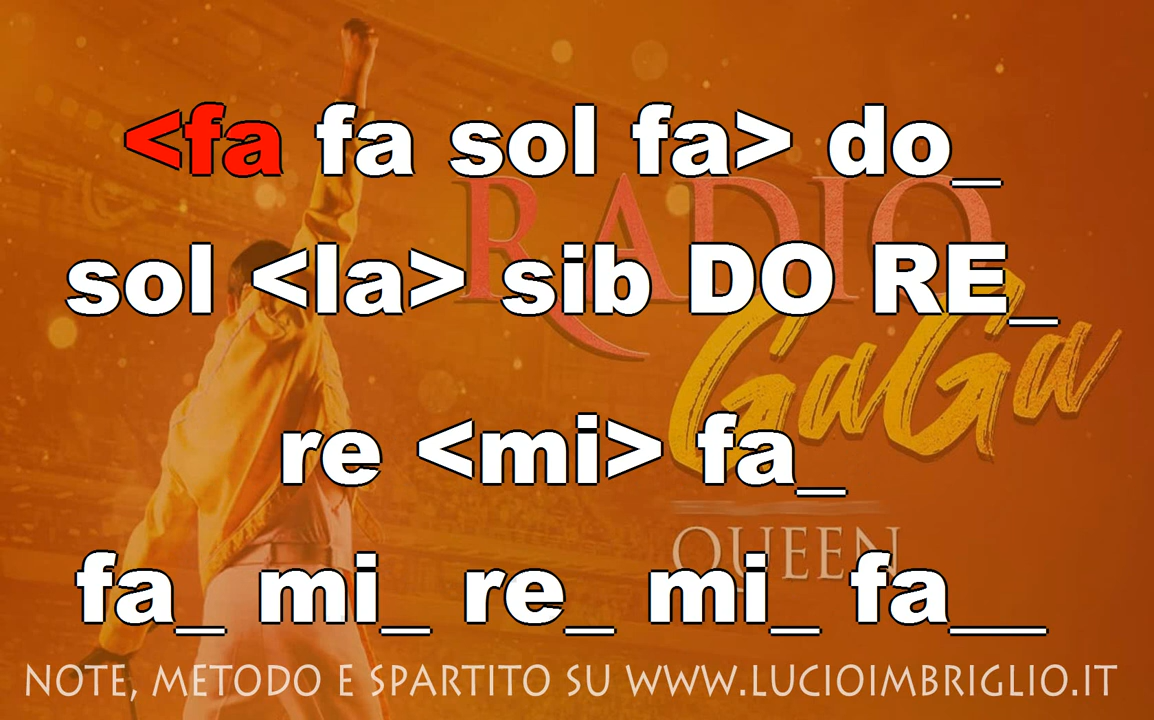 <fa fa sol fa> do_
RADIO
sol <la> sib DO RE_
GaGa
re <mi> fa_
QUEEN
fa_ mi_ re_ mi_ fa__
NOTE, METODO E SPARTITO SU WWW.LUCIOIMBRIGLIO.IT